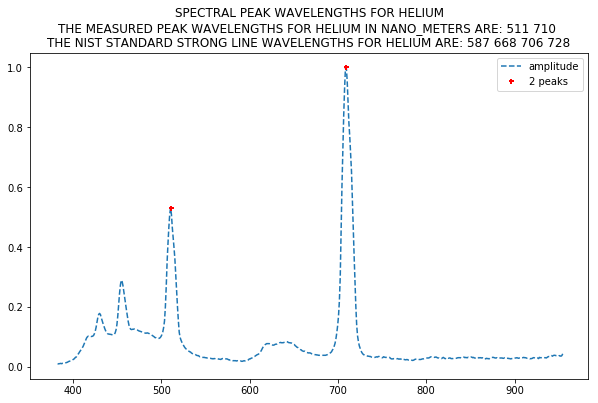 SPECTRAL PEAK WAVELENGTHS FOR HELIUM
THE MEASURED PEAK WAVELENGTHS FOR HELIUM IN NANO_METERS ARE: 511 710
THE NIST STANDARD STRONG LINE WAVELENGTHS FOR HELIUM ARE: 587 668 706 728
amplitude
2 peaks
1.0
0.8
0.6
0.4
0.2
0.0
400 500 600 700 800 900